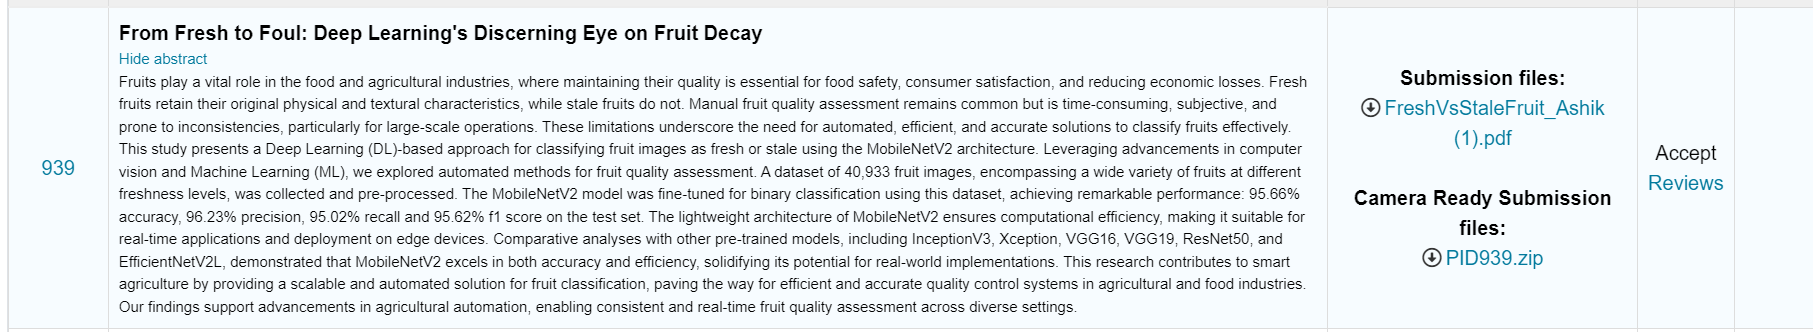 939
From Fresh to Foul: Deep Learning's Discerning Eye on Fruit Decay
Hide abstract
Fruits play a vital role in the food and agricultural industries, where maintaining their quality is essential for food safety, consumer satisfaction, and reducing economic losses. Fresh
fruits retain their original physical and textural characteristics, while stale fruits do not. Manual fruit quality assessment remains common but is time-consuming, subjective, and
prone to inconsistencies, particularly for large-scale operations. These limitations underscore the need for automated, efficient, and accurate solutions to classify fruits effectively.
This study presents a Deep Learning (DL)-based approach for classifying fruit images as fresh or stale using the MobileNetV2 architecture. Leveraging advancements in computer
vision and Machine Learning (ML), we explored automated methods for fruit quality assessment. A dataset of 40,933 fruit images, encompassing a wide variety of fruits at different
freshness levels, was collected and pre-processed. The MobileNetV2 model was fine-tuned for binary classification using this dataset, achieving remarkable performance: 95.66%
accuracy, 96.23% precision, 95.02% recall and 95.62% f1 score on the test set. The lightweight architecture of MobileNetV2 ensures computational efficiency, making it suitable for
real-time applications and deployment on edge devices. Comparative analyses with other pre-trained models, including InceptionV3, Xception, VGG16, VGG19, ResNet50, and
EfficientNetV2L, demonstrated that MobileNetV2 excels in both accuracy and efficiency, solidifying its potential for real-world implementations. This research contributes to smart
agriculture by providing a scalable and automated solution for fruit classification, paving the way for efficient and accurate quality control systems in agricultural and food industries.
Our findings support advancements in agricultural automation, enabling consistent and real-time fruit quality assessment across diverse settings.
Submission files:
FreshVsStaleFruit_Ashik
(1).pdf
Camera Ready Submission
files:
PID939.zip
Accept
Reviews